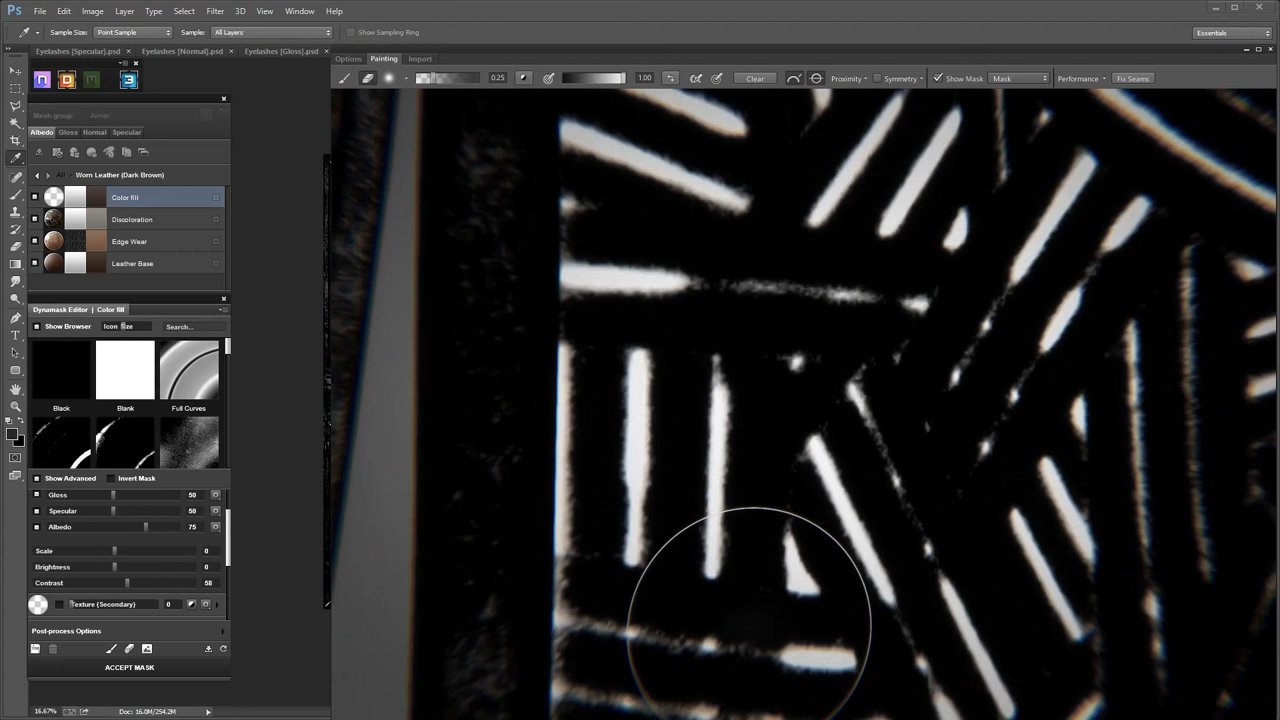 Ps File Edit Image Layer Type Select Filter 3D View Window Help
Sample Size: Point Sample Sample: All Layers Show Sampling Ring Essentials
Eyelashes [Specular].psd × Eyelashes [Normal].psd × Eyelashes [Gloss].psd ×
Options Painting Import
0.25 1.00 Clear Proximity Symmetry Show Mask Mask Performance Fix Seams
Mesh group: Armor
Albedo Gloss Normal Specular
All Worn Leather (Dark Brown)
Color fill
Discoloration
Edge Wear
Leather Base
Dynamask Editor | Color fill
Show Browser Icon Size Search...
Black Blank Full Curves
Show Advanced Invert Mask
Gloss 50
Specular 50
Albedo 75
Scale 0
Brightness 0
Contrast 58
Texture (Secondary) 0
Post-process Options
ACCEPT MASK
16.67% Doc: 16.0M/254.2M